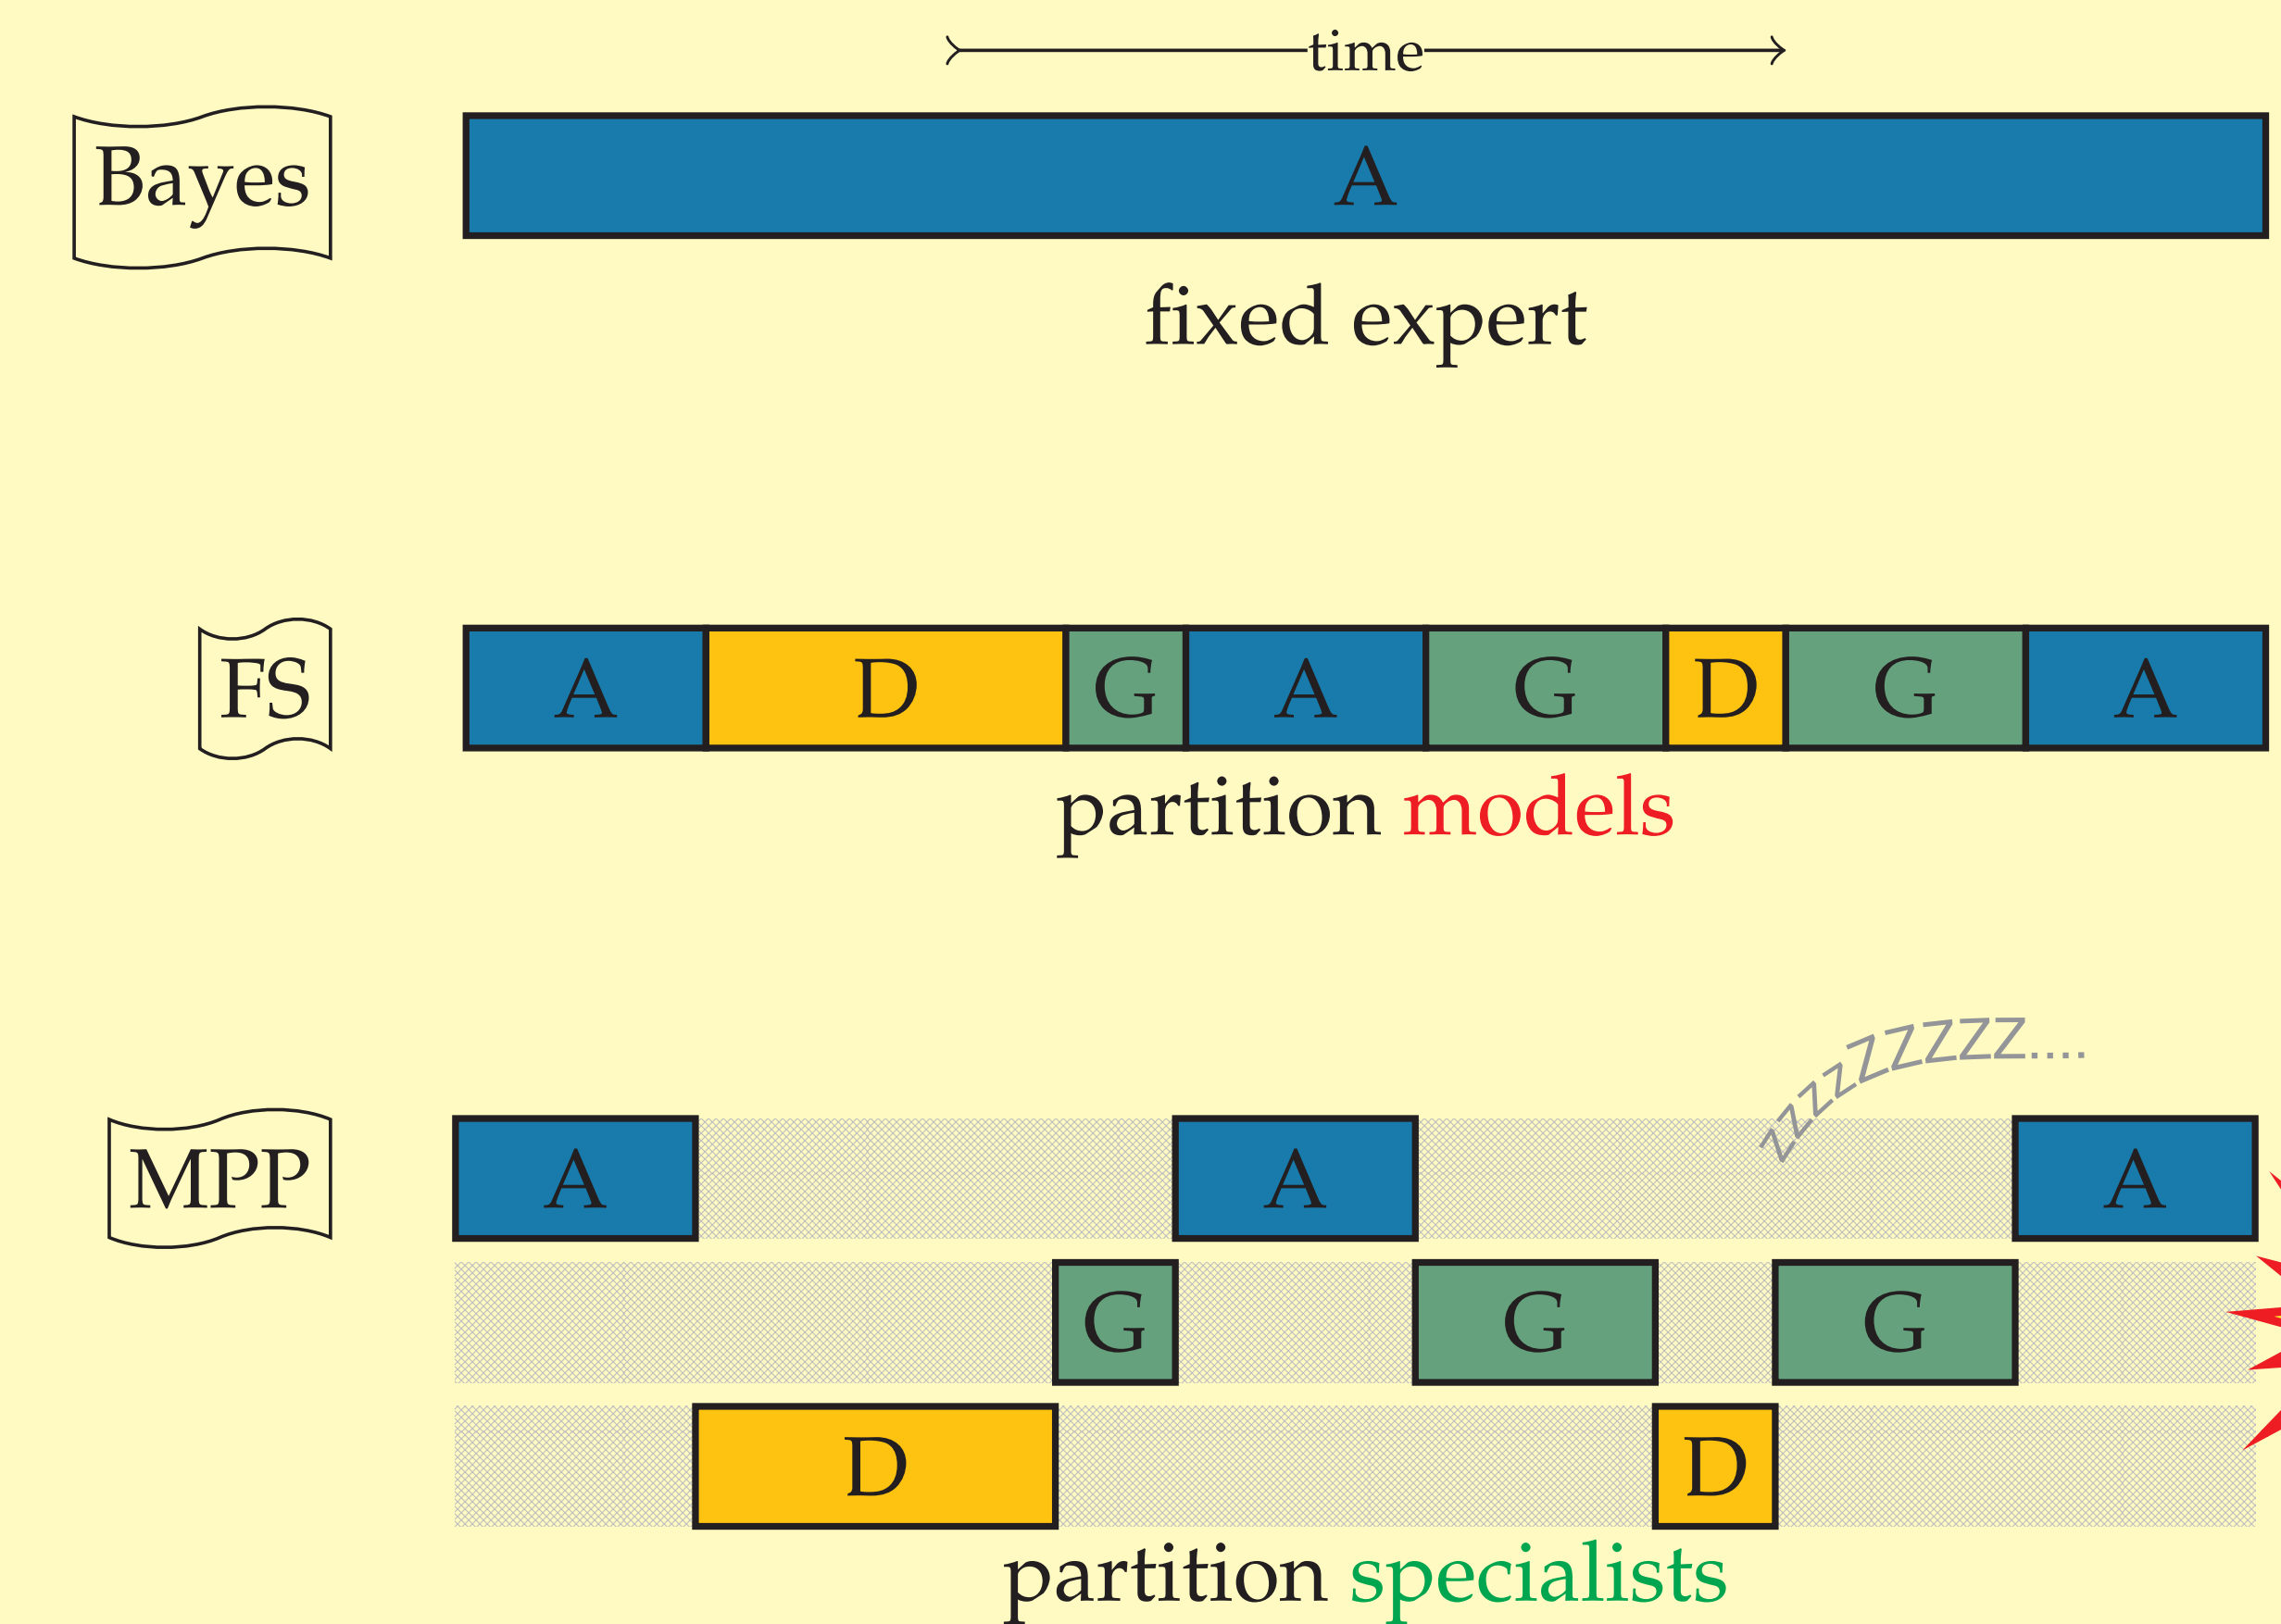 time
Bayes
A
fixed expert
FS
A D G A G D G A
partition models
zzzzZZZZZ....
MPP
A A A
G G G
D D
partition specialists